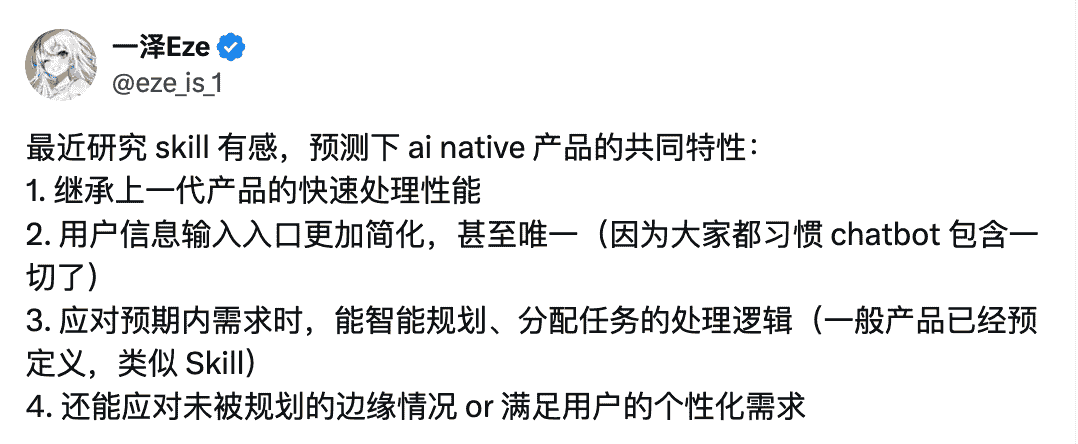 一泽Eze
@eze_is_1
最近研究 skill 有感，预测下 ai native 产品的共同特性：
1. 继承上一代产品的快速处理性能
2. 用户信息输入入口更加简化，甚至唯一（因为大家都习惯 chatbot 包含一
切了）
3. 应对预期内需求时，能智能规划、分配任务的处理逻辑（一般产品已经预
定义，类似 Skill）
4. 还能应对未被规划的边缘情况 or 满足用户的个性化需求